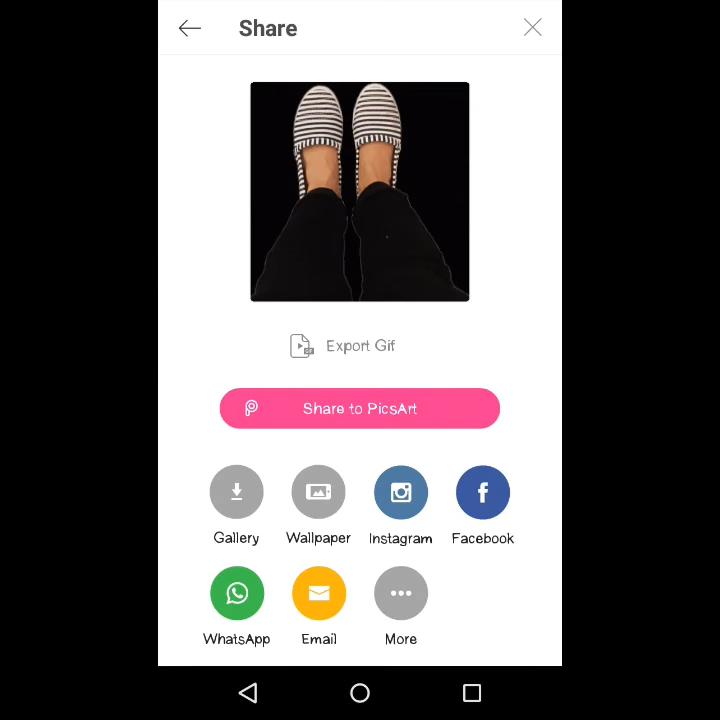 Share
Export Gif
Share to PicsArt
Gallery Wallpaper Instagram Facebook
WhatsApp Email More